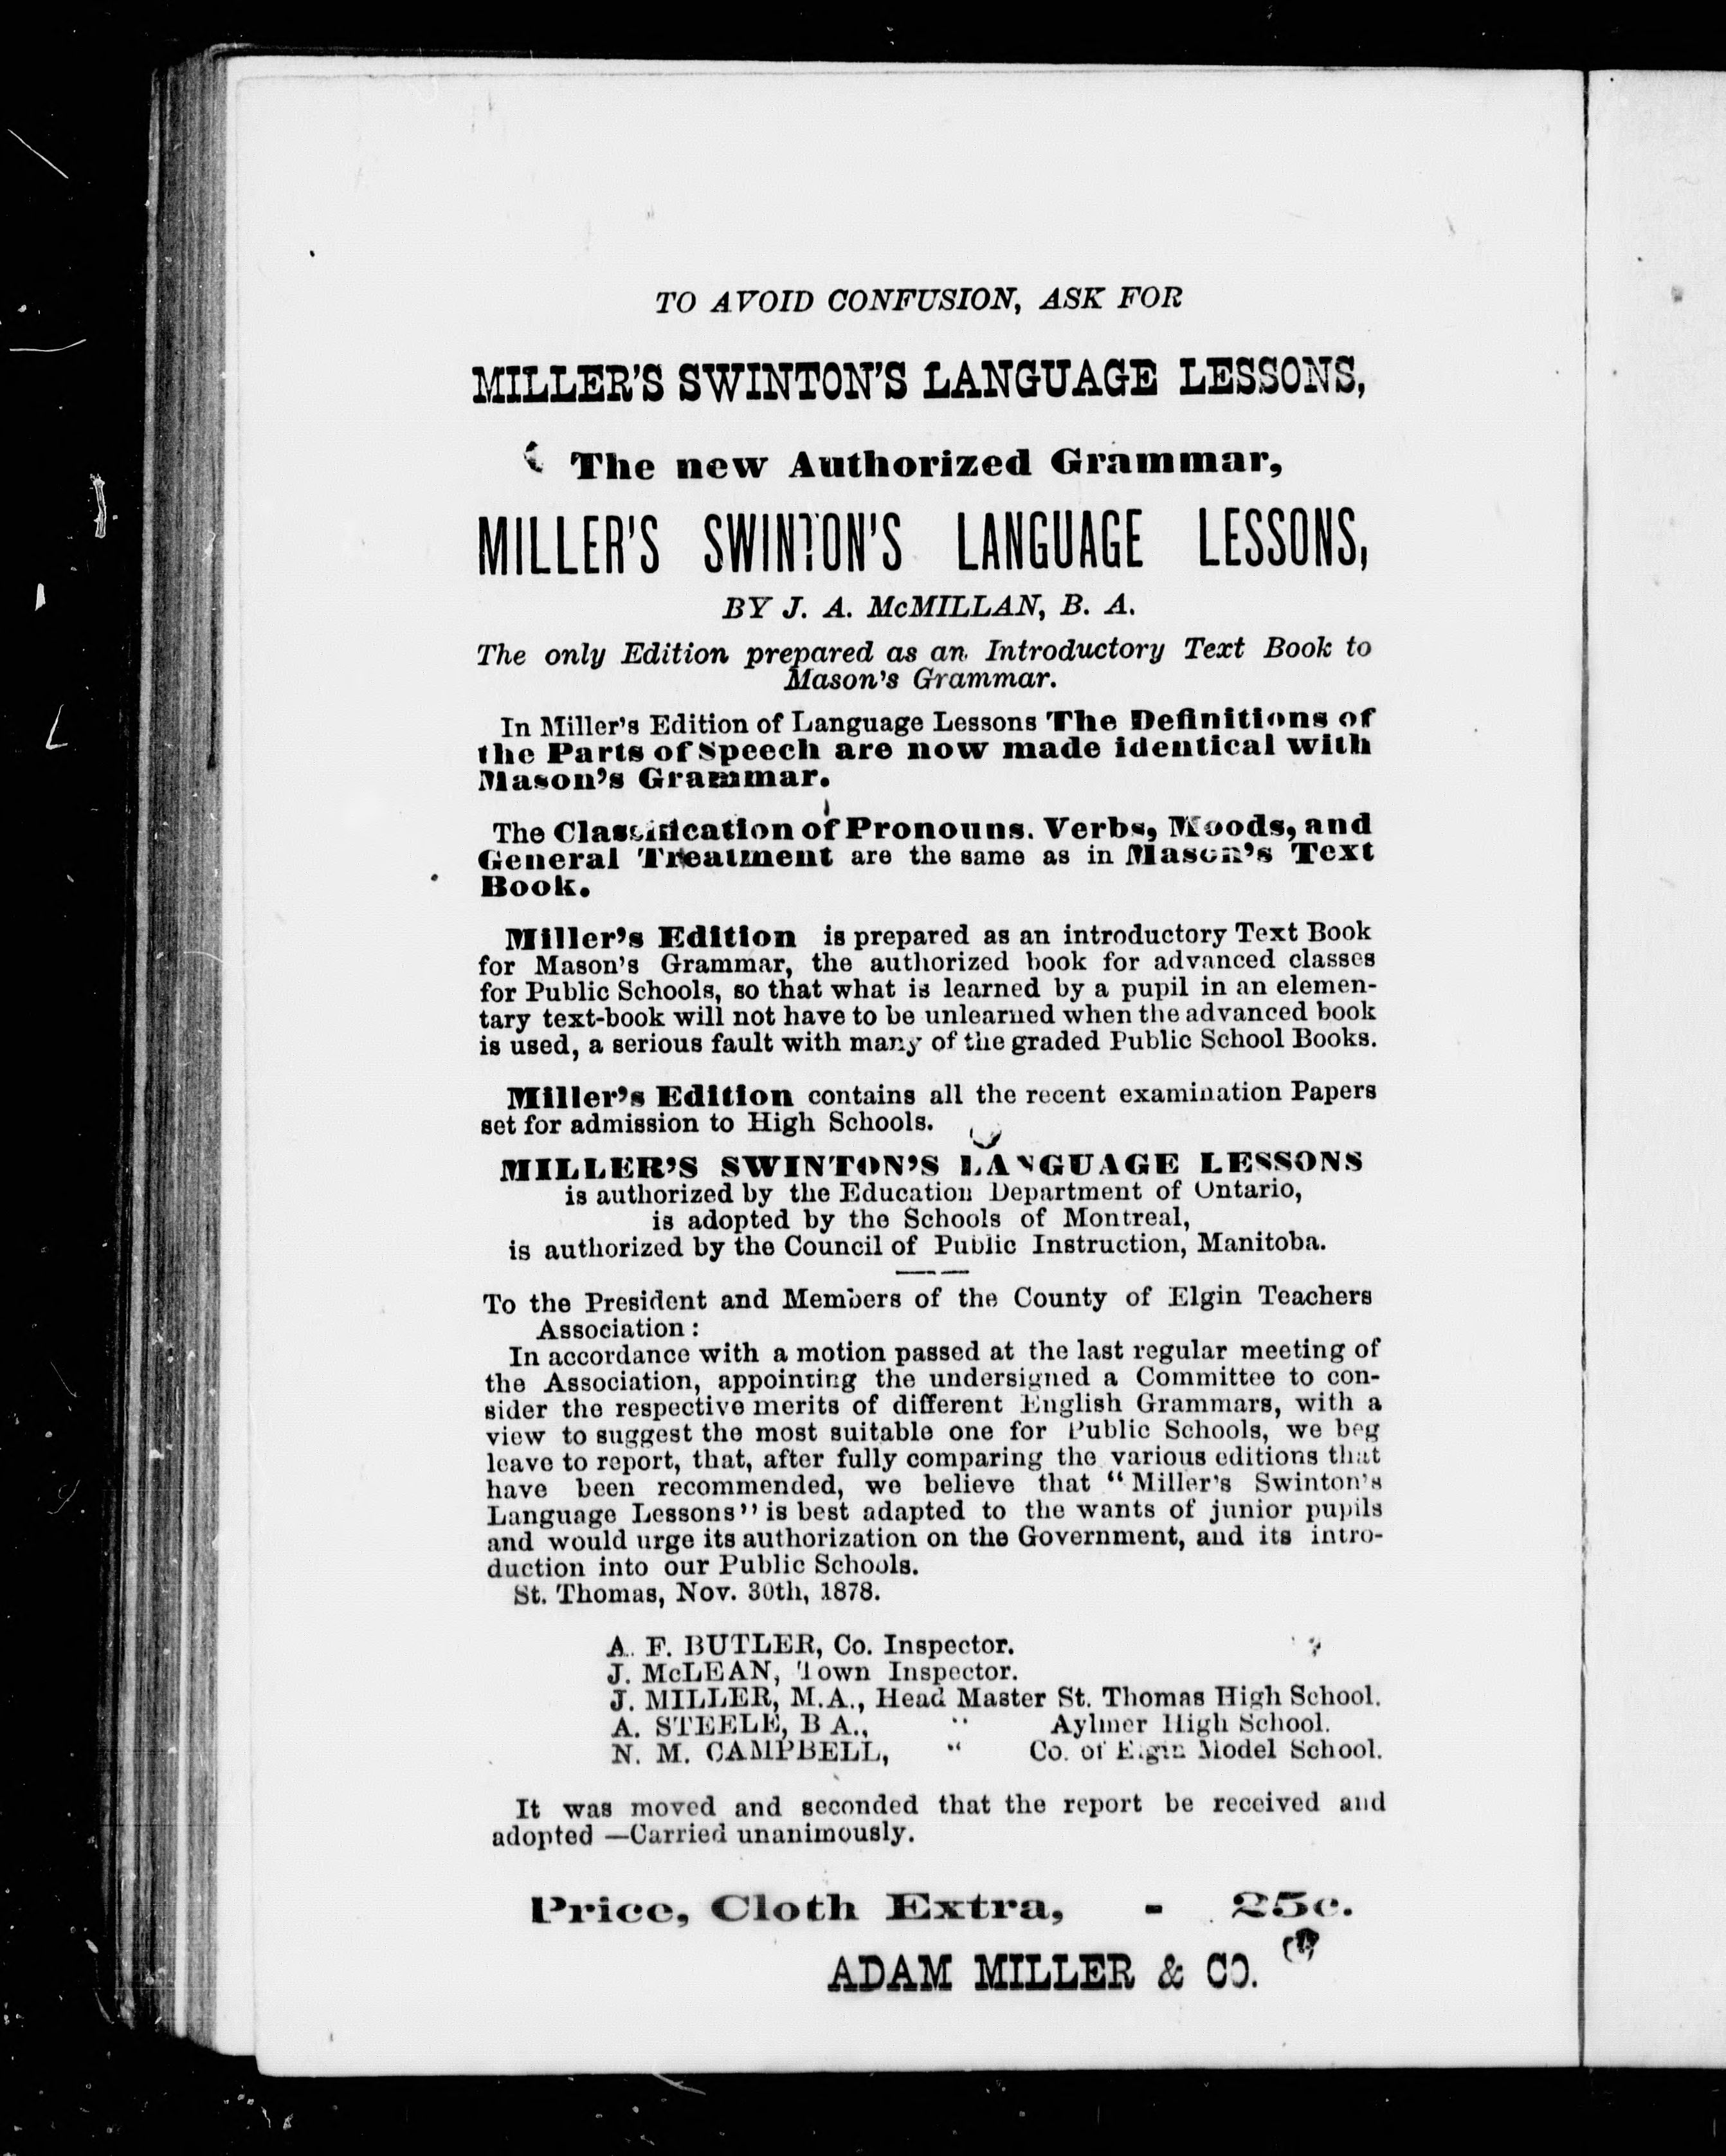 TO AVOID CONFUSION, ASK FOR
MILLER'S SWINTON'S LANGUAGE LESSONS,
The new Authorized Grammar,
MILLER'S SWINTON'S LANGUAGE LESSONS,
BY J. A. McMILLAN, B. A.
The only Edition prepared as an Introductory Text Book to
Mason's Grammar.
In Miller's Edition of Language Lessons The Definitions of
the Parts of Speech are now made identical with
Mason's Grammar.
The Classification of Pronouns. Verbs, Moods, and
General Treatment are the same as in Mason's Text
Book.
Miller's Edition is prepared as an introductory Text Book
for Mason's Grammar, the authorized book for advanced classes
for Public Schools, so that what is learned by a pupil in an elemen-
tary text-book will not have to be unlearned when the advanced book
is used, a serious fault with many of the graded Public School Books.
Miller's Edition contains all the recent examination Papers
set for admission to High Schools.
MILLER'S SWINTON'S LANGUAGE LESSONS
is authorized by the Education Department of Ontario,
is adopted by the Schools of Montreal,
is authorized by the Council of Public Instruction, Manitoba.
To the President and Members of the County of Elgin Teachers
Association:
In accordance with a motion passed at the last regular meeting of
the Association, appointing the undersigned a Committee to con-
sider the respective merits of different English Grammars, with a
view to suggest the most suitable one for Public Schools, we beg
leave to report, that, after fully comparing the various editions that
have been recommended, we believe that "Miller's Swinton's
Language Lessons" is best adapted to the wants of junior pupils
and would urge its authorization on the Government, and its intro-
duction into our Public Schools.
St. Thomas, Nov. 30th, 1878.
A. F. BUTLER, Co. Inspector.
J. McLEAN, Town Inspector.
J. MILLER, M.A., Head Master St. Thomas High School.
A. STEELE, B A., " Aylmer High School.
N. M. CAMPBELL, " Co. of Elgin Model School.
It was moved and seconded that the report be received and
adopted —Carried unanimously.
Price, Cloth Extra, - 25c.
ADAM MILLER & CO.